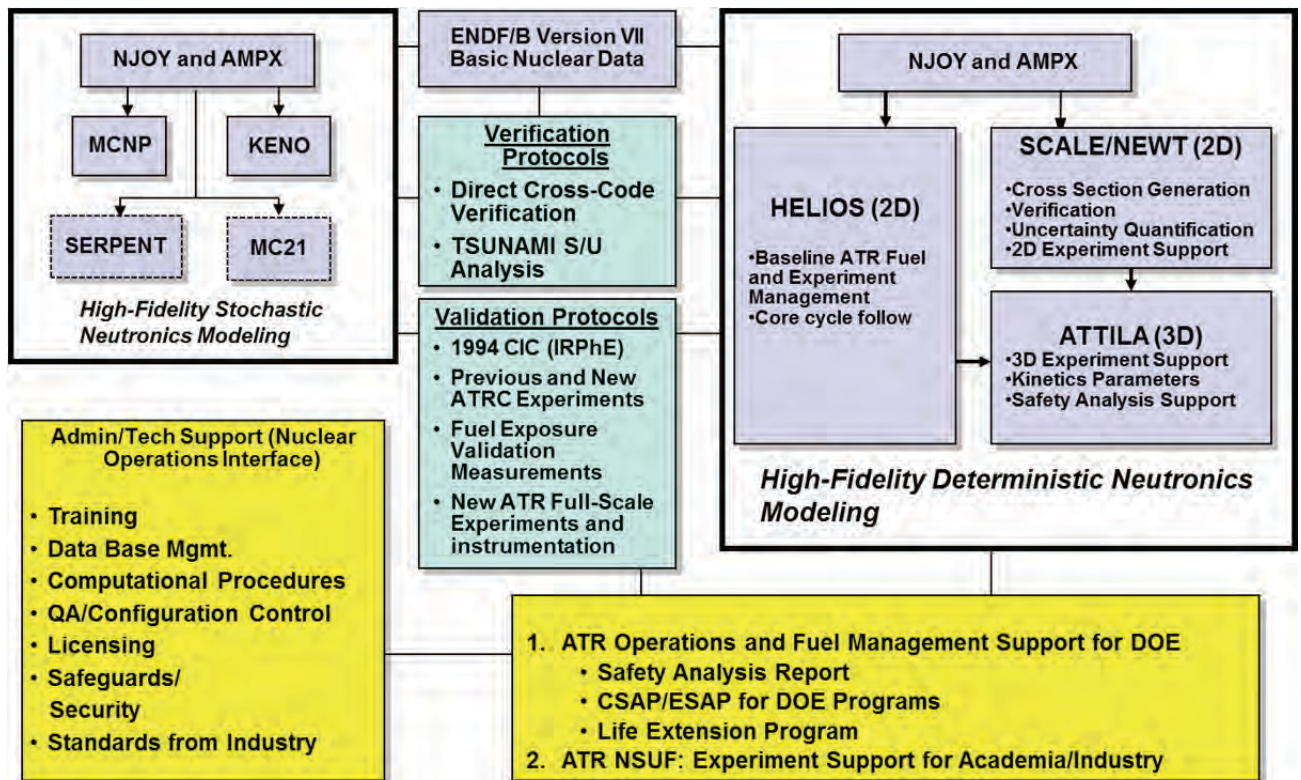 NJOY and AMPX
MCNP
KENO
SERPENT
MC21
High-Fidelity Stochastic
Neutronics Modeling
ENDF/B Version VII
Basic Nuclear Data
Verification
Protocols
• Direct Cross-Code
Verification
• TSUNAMI S/U
Analysis
Validation Protocols
• 1994 CIC (IRPhE)
• Previous and New
ATRC Experiments
• Fuel Exposure
Validation
Measurements
• New ATR Full-Scale
Experiments and
instrumentation
NJOY and AMPX
HELIOS (2D)
•Baseline ATR Fuel
and Experiment
Management
•Core cycle follow
SCALE/NEWT (2D)
•Cross Section Generation
•Verification
•Uncertainty Quantification
•2D Experiment Support
ATTILA (3D)
•3D Experiment Support
•Kinetics Parameters
•Safety Analysis Support
High-Fidelity Deterministic Neutronics
Modeling
Admin/Tech Support (Nuclear
Operations Interface)
• Training
• Data Base Mgmt.
• Computational Procedures
• QA/Configuration Control
• Licensing
• Safeguards/
Security
• Standards from Industry
1. ATR Operations and Fuel Management Support for DOE
• Safety Analysis Report
• CSAP/ESAP for DOE Programs
• Life Extension Program
2. ATR NSUF: Experiment Support for Academia/Industry